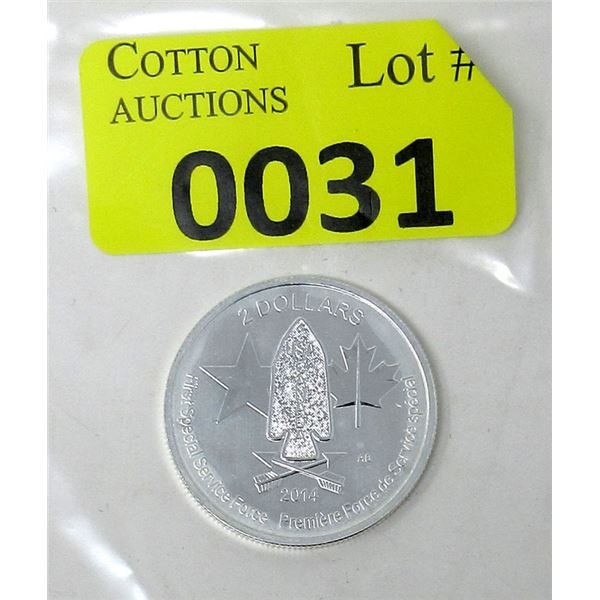 COTTON Lot #
AUCTIONS
0031
2 DOLLARS
First Special Service Force Première Force de Service spécial
2014